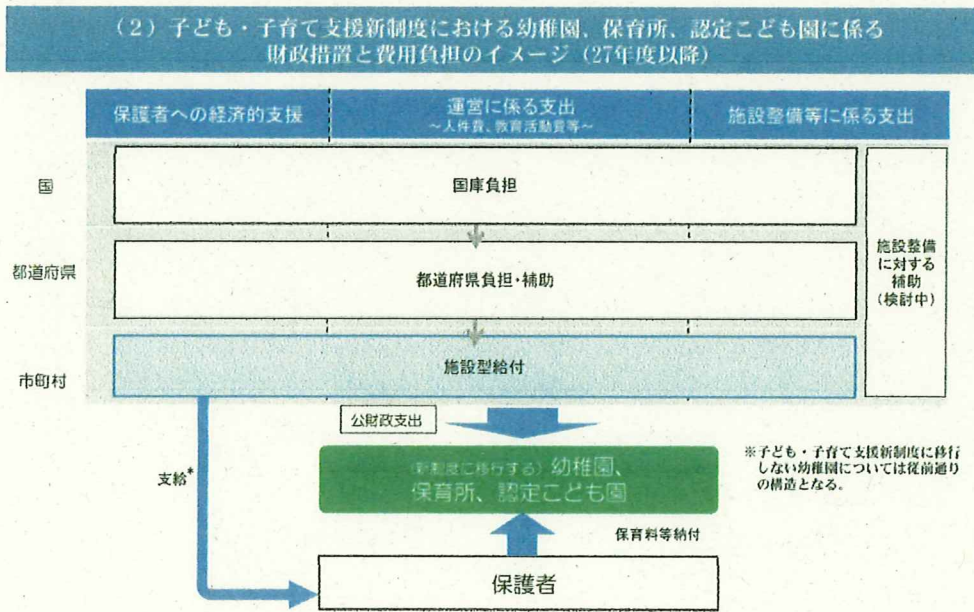 (2)子ども・子育て支援新制度における幼稚園、保育所、認定こども園に係る
財政措置と費用負担のイメージ(27年度以降)
保護者への経済的支援
運営に係る支出
~人件費、教育活動費等~
施設整備等に係る支出
国
国庫負担
都道府県
都道府県負担・補助
施設整備
に対する
補助
(検討中)
市町村
施設型給付
公財政支出
支給*
(新制度に移行する)幼稚園、
保育所、認定こども園
※子ども・子育て支援新制度に移行
しない幼稚園については従前通り
の構造となる。
保育料等納付
保護者